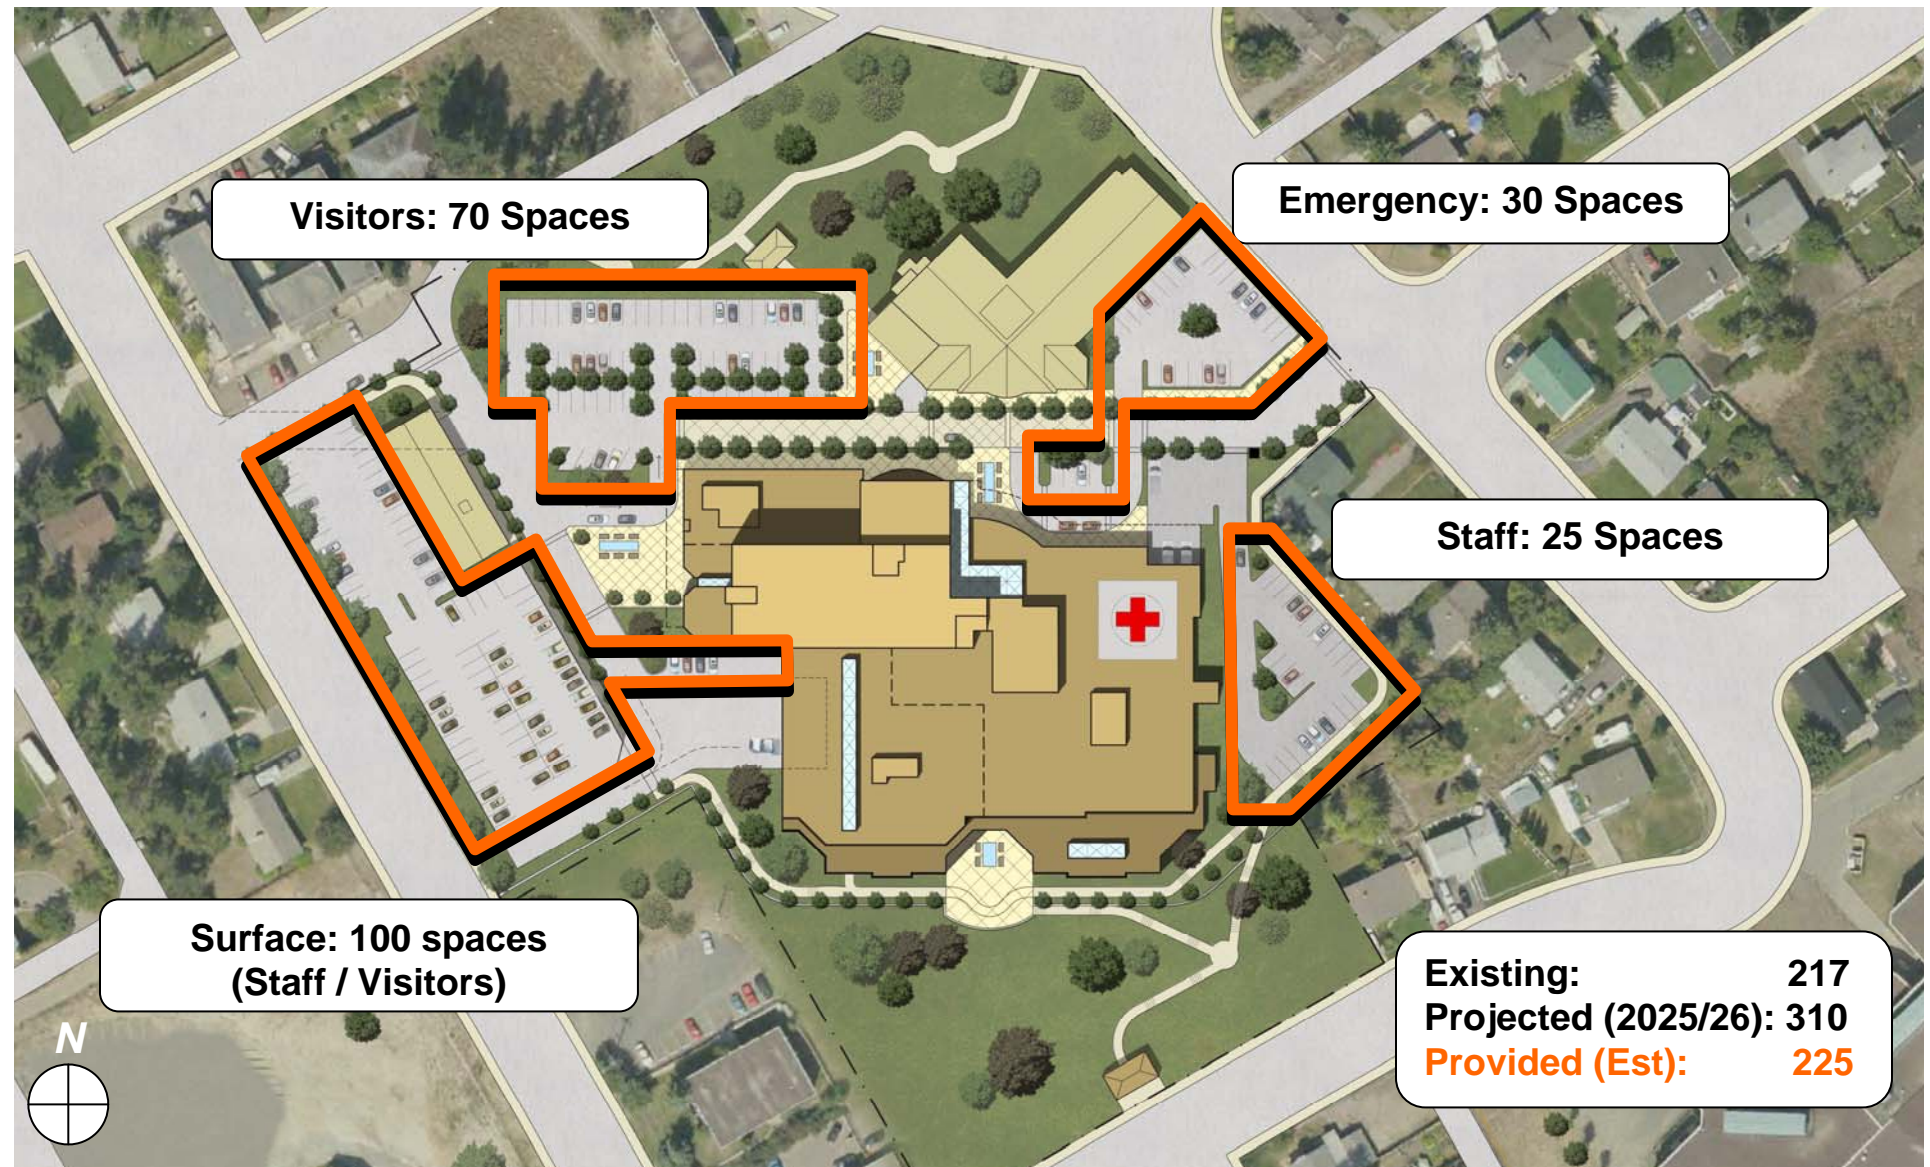 Visitors: 70 Spaces
Emergency: 30 Spaces
Staff: 25 Spaces
Surface: 100 spaces
(Staff / Visitors)
N
Existing: 217
Projected (2025/26): 310
Provided (Est): 225